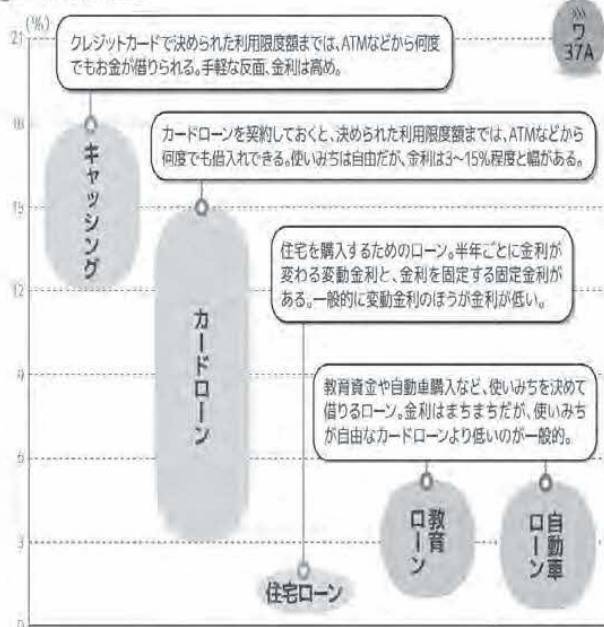 (%)
21
クレジットカードで決められた利用限度額までは、ATMなどから何度
でもお金が借りられる。手軽な反面、金利は高め。
ワ
37A
18
キャッシング
カードローンを契約しておくと、決められた利用限度額までは、ATMなどから
何度でも借入れできる。使いみちは自由だが、金利は3〜15%程度と幅がある。
15
カードローン
住宅を購入するためのローン。半年ごとに金利が
変わる変動金利と、金利を固定する固定金利が
ある。一般的に変動金利のほうが金利が低い。
12
9
教育資金や自動車購入など、使いみちを決めて
借りるローン。金利はまちまちだが、使いみち
が自由なカードローンより低いのが一般的。
6
教育
ローン
自動車
ローン
3
住宅ローン
0